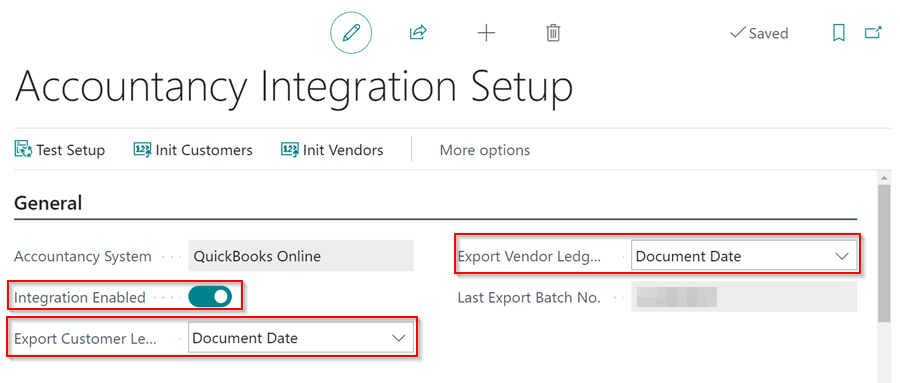 Saved
Accountancy Integration Setup
Test Setup Init Customers Init Vendors More options
General
Accountancy System QuickBooks Online
Integration Enabled
Export Customer Le... Document Date
Export Vendor Ledg... Document Date
Last Export Batch No.